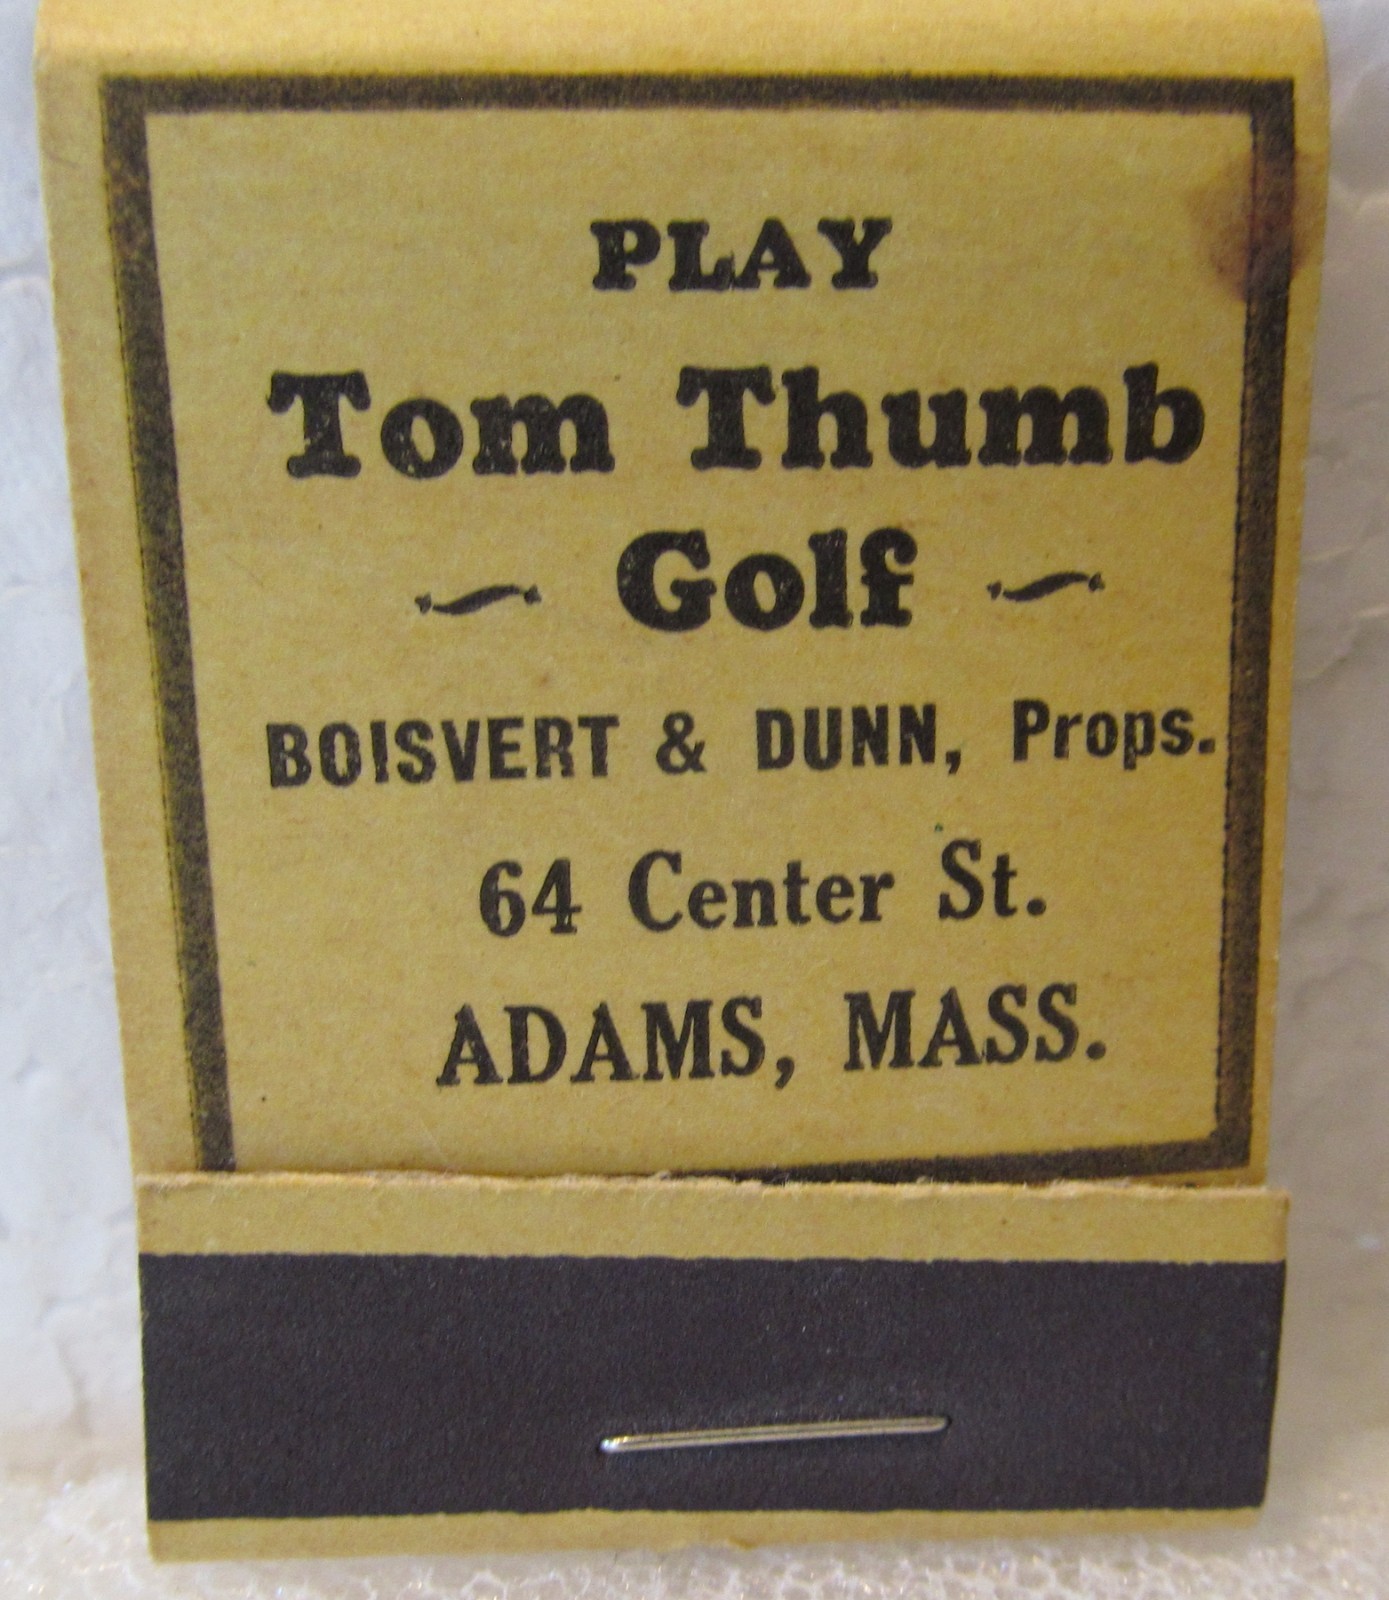 PLAY
Tom Thumb
Golf
BOISVERT & DUNN, Props.
64 Center St.
ADAMS, MASS.